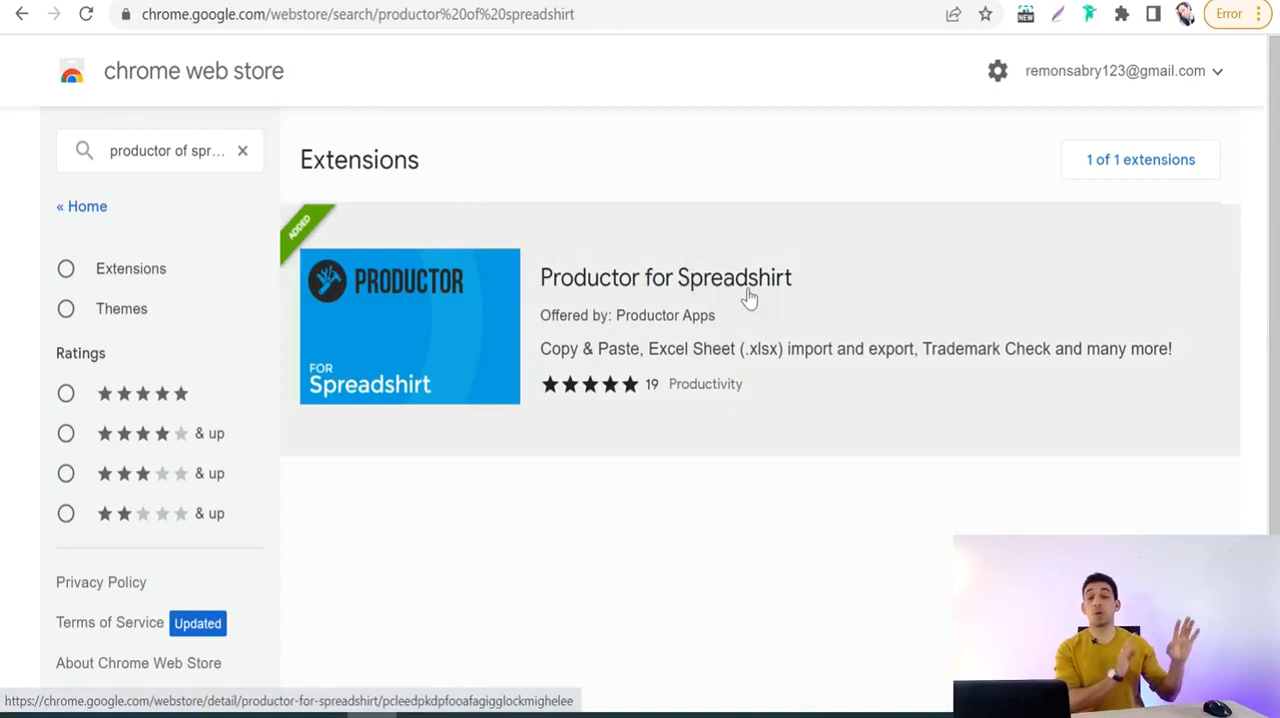 chrome.google.com/webstore/search/productor%20of%20spreadshirt
NEW
Error
chrome web store
remonsabry123@gmail.com
productor of spr...
Extensions
1 of 1 extensions
« Home
ADDED
Extensions
Themes
PRODUCTOR
FOR
Spreadshirt
Productor for Spreadshirt
Offered by: Productor Apps
Copy & Paste, Excel Sheet (.xlsx) import and export, Trademark Check and many more!
19 Productivity
Ratings
& up
& up
& up
Privacy Policy
Terms of Service Updated
About Chrome Web Store
https://chrome.google.com/webstore/detail/productor-for-spreadshirt/pcleedpkdpfooafagigglockmighelee